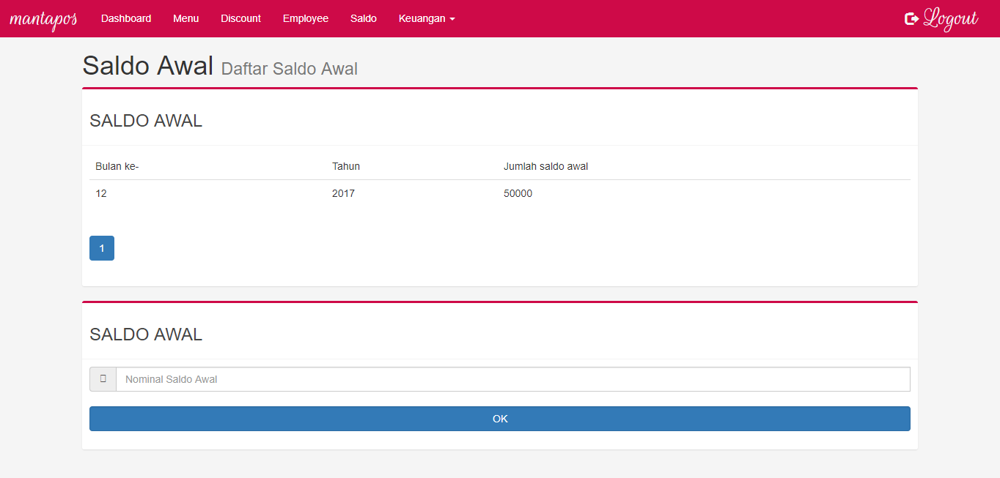 mantapos Dashboard Menu Discount Employee Saldo Keuangan Logout
Saldo Awal Daftar Saldo Awal
SALDO AWAL
Bulan ke- Tahun Jumlah saldo awal
12 2017 50000
1
SALDO AWAL
Nominal Saldo Awal
OK